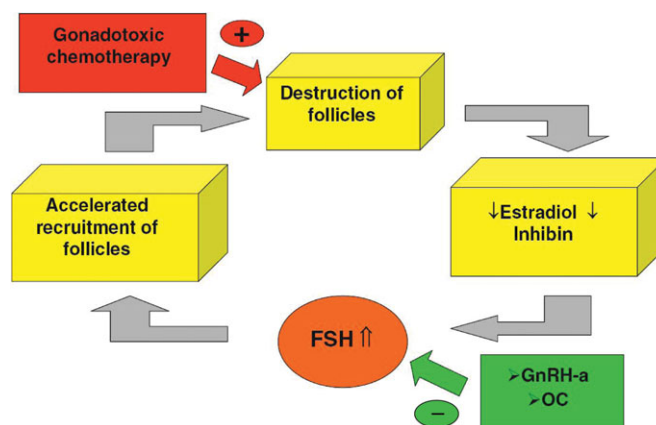 Gonadotoxic
chemotherapy
+
Destruction of
follicles
↓Estradiol ↓
Inhibin
Accelerated
recruitment of
follicles
FSH ⇑
➢GnRH-a
➢OC
−